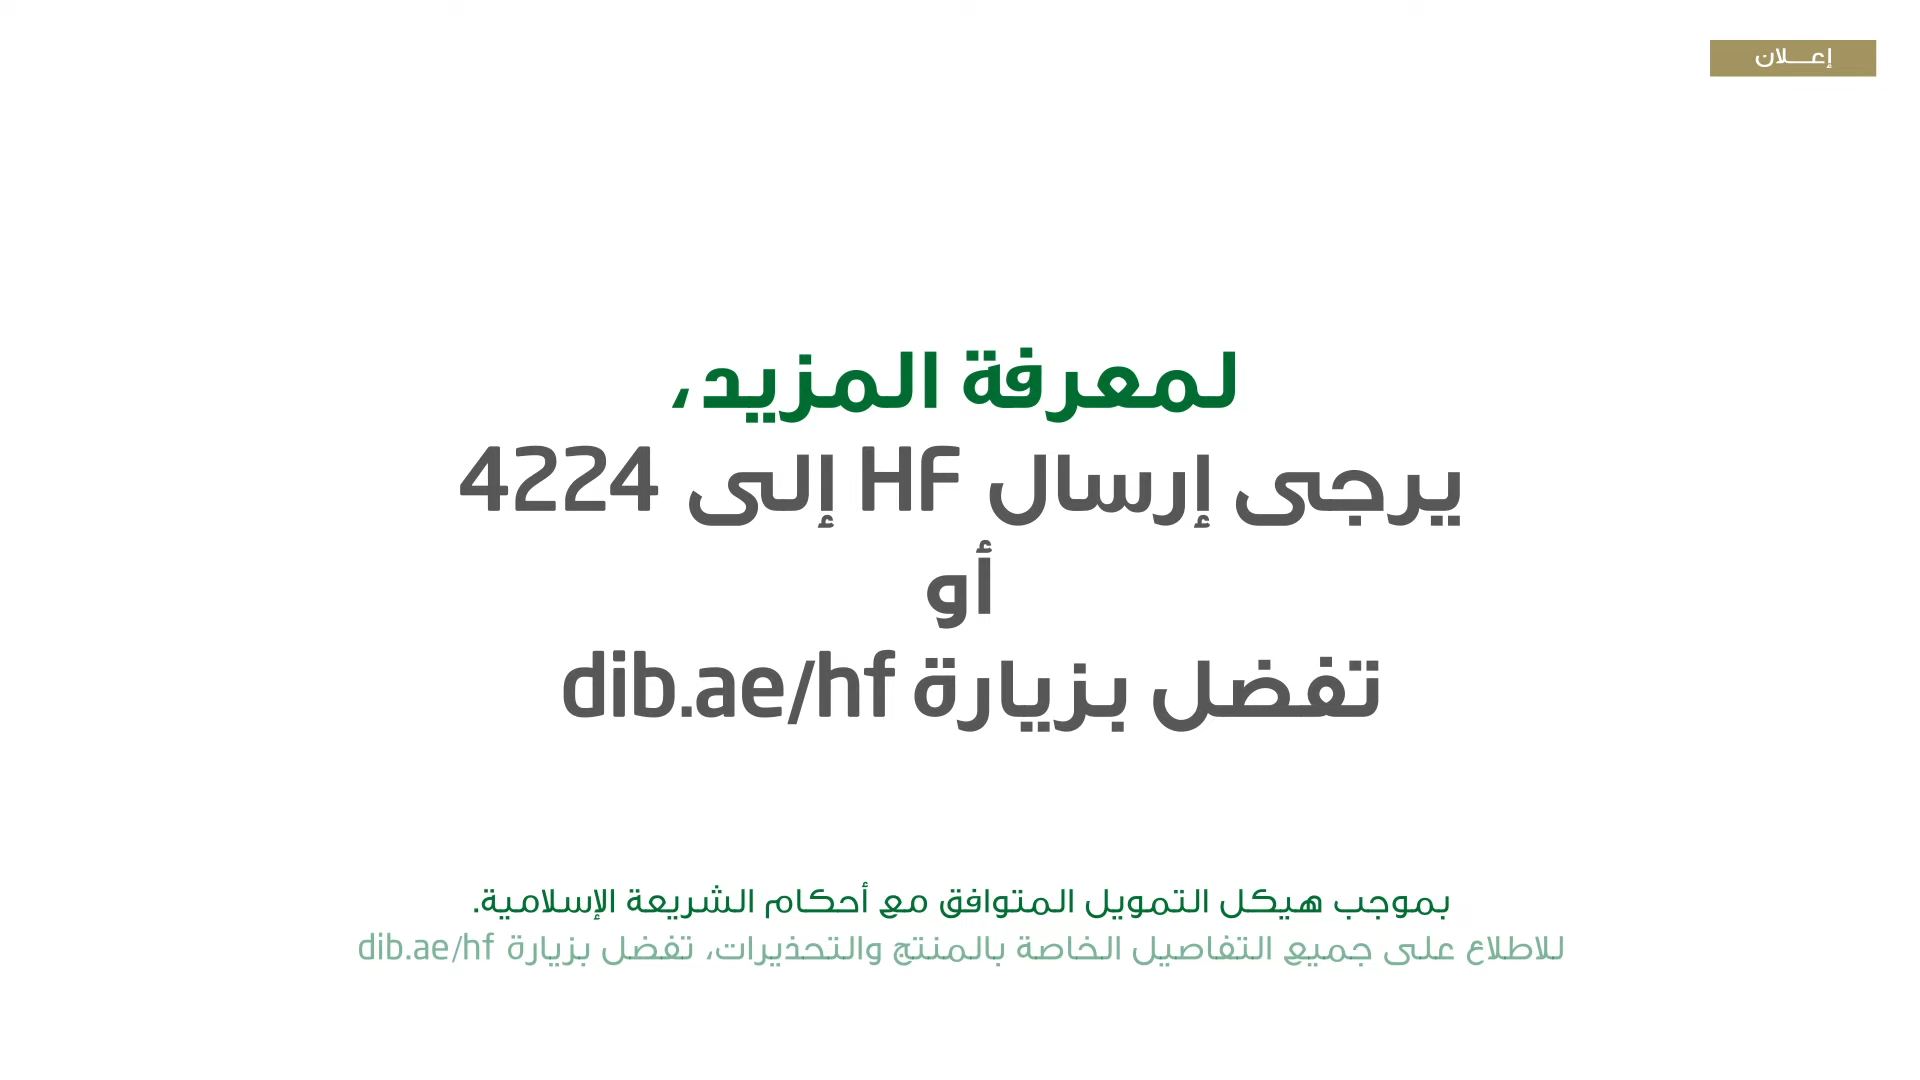 إعـــلان
لمعرفة المزيد،
يرجى إرسال HF إلى 4224
أو
تفضل بزيارة dib.ae/hf
بموجب هيكل التمويل المتوافق مع أحكام الشريعة الإسلامية.
للاطلاع على جميع التفاصيل الخاصة بالمنتج والتحذيرات، تفضل بزيارة dib.ae/hf